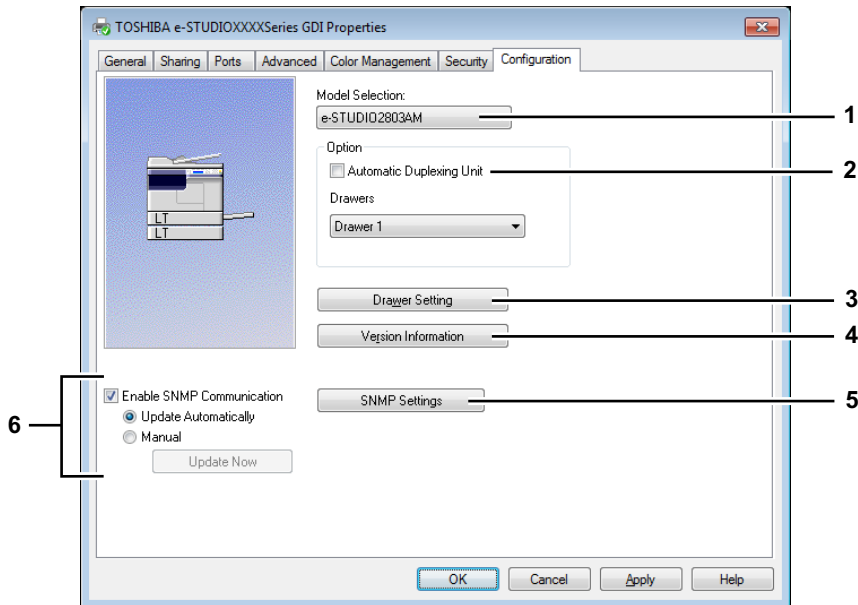 TOSHIBA e-STUDIOXXXXSeries GDI Properties
General Sharing Ports Advanced Color Management Security Configuration
Model Selection:
e-STUDIO2803AM
1
Option
Automatic Duplexing Unit
2
Drawers
Drawer 1
LT
LT
Drawer Setting
3
Version Information
4
6
Enable SNMP Communication
SNMP Settings
5
Update Automatically
Manual
Update Now
OK Cancel Apply Help